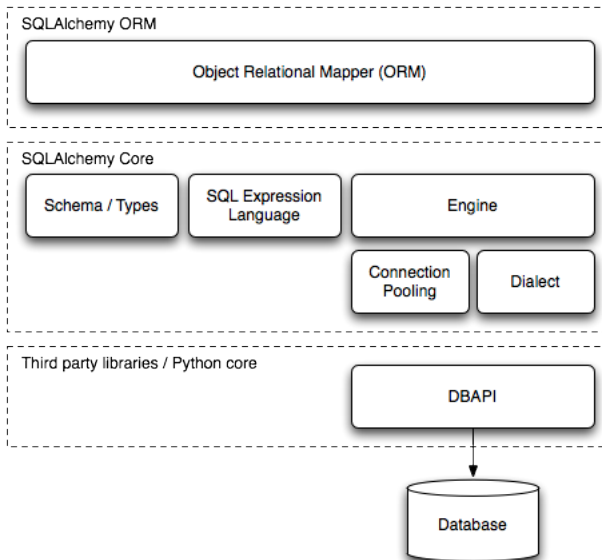 SQLAlchemy ORM
Object Relational Mapper (ORM)
SQLAlchemy Core
Schema / Types
SQL Expression
Language
Engine
Connection
Pooling
Dialect
Third party libraries / Python core
DBAPI
Database